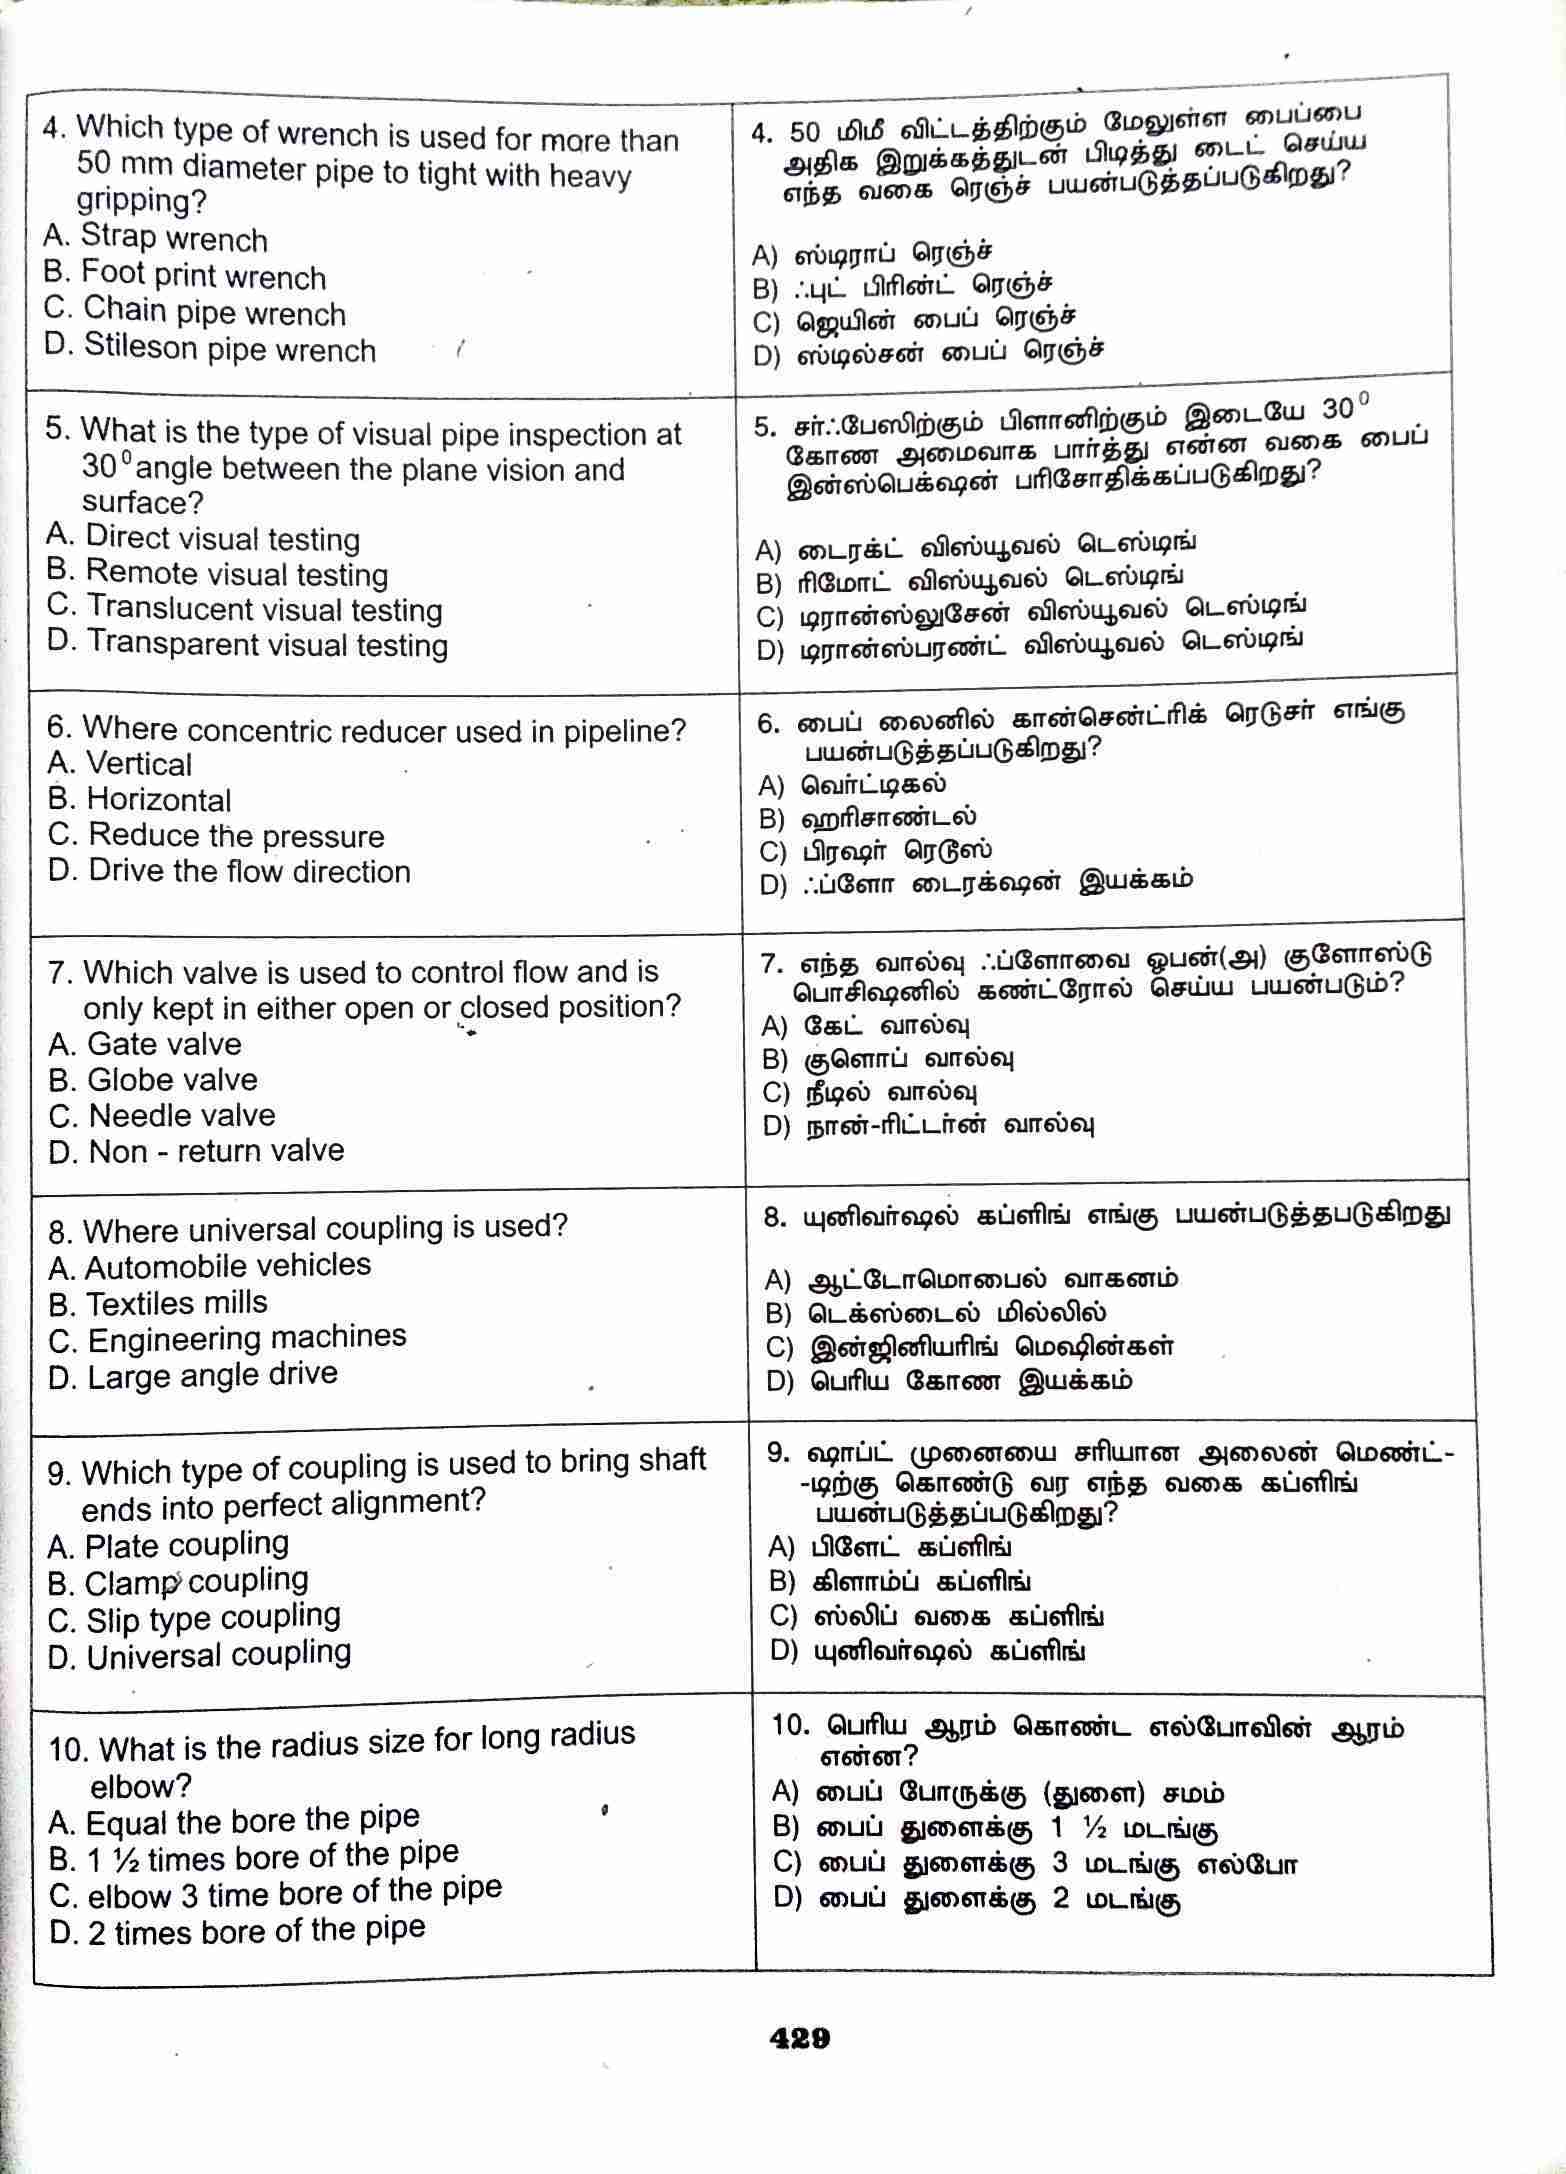 4. Which type of wrench is used for more than
50 mm diameter pipe to tight with heavy
gripping?
A. Strap wrench
B. Foot print wrench
C. Chain pipe wrench
D. Stileson pipe wrench
4. 50 மிமீ விட்டத்திற்கும் மேலுள்ள பைப்பை
அதிக இறுக்கத்துடன் பிடித்து டைட் செய்ய
எந்த வகை ரெஞ்ச் பயன்படுத்தப்படுகிறது?
A) ஸ்டிராப் ரெஞ்ச்
B) ஃபுட் பிரிண்ட் ரெஞ்ச்
C) ஜெயின் பைப் ரெஞ்ச்
D) ஸ்டில்சன் பைப் ரெஞ்ச்
5. What is the type of visual pipe inspection at
30⁰ angle between the plane vision and
surface?
A. Direct visual testing
B. Remote visual testing
C. Translucent visual testing
D. Transparent visual testing
5. சர்ஃபேஸிற்கும் பிளானிற்கும் இடையே 30⁰
கோண அமைவாக பார்த்து என்ன வகை பைப்
இன்ஸ்பெக்ஷன் பரிசோதிக்கப்படுகிறது?
A) டைரக்ட் விஸ்யூவல் டெஸ்டிங்
B) ரிமோட் விஸ்யூவல் டெஸ்டிங்
C) டிரான்ஸ்லுசேன் விஸ்யூவல் டெஸ்டிங்
D) டிரான்ஸ்பரண்ட் விஸ்யூவல் டெஸ்டிங்
6. Where concentric reducer used in pipeline?
A. Vertical
B. Horizontal
C. Reduce the pressure
D. Drive the flow direction
6. பைப் லைனில் கான்சென்ட்ரிக் ரெடுசர் எங்கு
பயன்படுத்தப்படுகிறது?
A) வெர்ட்டிகல்
B) ஹரிசாண்டல்
C) பிரஷர் ரெடூஸ்
D) ஃப்ளோ டைரக்ஷன் இயக்கம்
7. Which valve is used to control flow and is
only kept in either open or closed position?
A. Gate valve
B. Globe valve
C. Needle valve
D. Non - return valve
7. எந்த வால்வு ஃப்ளோவை ஓபன்(அ) குளோஸ்டு
பொசிஷனில் கண்ட்ரோல் செய்ய பயன்படும்?
A) கேட் வால்வு
B) குளொப் வால்வு
C) நீடில் வால்வு
D) நான்-ரிட்டர்ன் வால்வு
8. Where universal coupling is used?
A. Automobile vehicles
B. Textiles mills
C. Engineering machines
D. Large angle drive
8. யுனிவர்ஷல் கப்ளிங் எங்கு பயன்படுத்தபடுகிறது
A) ஆட்டோமொபைல் வாகனம்
B) டெக்ஸ்டைல் மில்லில்
C) இன்ஜினியரிங் மெஷின்கள்
D) பெரிய கோண இயக்கம்
9. Which type of coupling is used to bring shaft
ends into perfect alignment?
A. Plate coupling
B. Clamp coupling
C. Slip type coupling
D. Universal coupling
9. ஷாப்ட் முனையை சரியான அலைன் மெண்ட்-
-டிற்கு கொண்டு வர எந்த வகை கப்ளிங்
பயன்படுத்தப்படுகிறது?
A) பிளேட் கப்ளிங்
B) கிளாம்ப் கப்ளிங்
C) ஸ்லிப் வகை கப்ளிங்
D) யுனிவர்ஷல் கப்ளிங்
10. What is the radius size for long radius
elbow?
A. Equal the bore the pipe
B. 1 ½ times bore of the pipe
C. elbow 3 time bore of the pipe
D. 2 times bore of the pipe
10. பெரிய ஆரம் கொண்ட எல்போவின் ஆரம்
என்ன?
A) பைப் போருக்கு (துளை) சமம்
B) பைப் துளைக்கு 1 ½ மடங்கு
C) பைப் துளைக்கு 3 மடங்கு எல்போ
D) பைப் துளைக்கு 2 மடங்கு
429